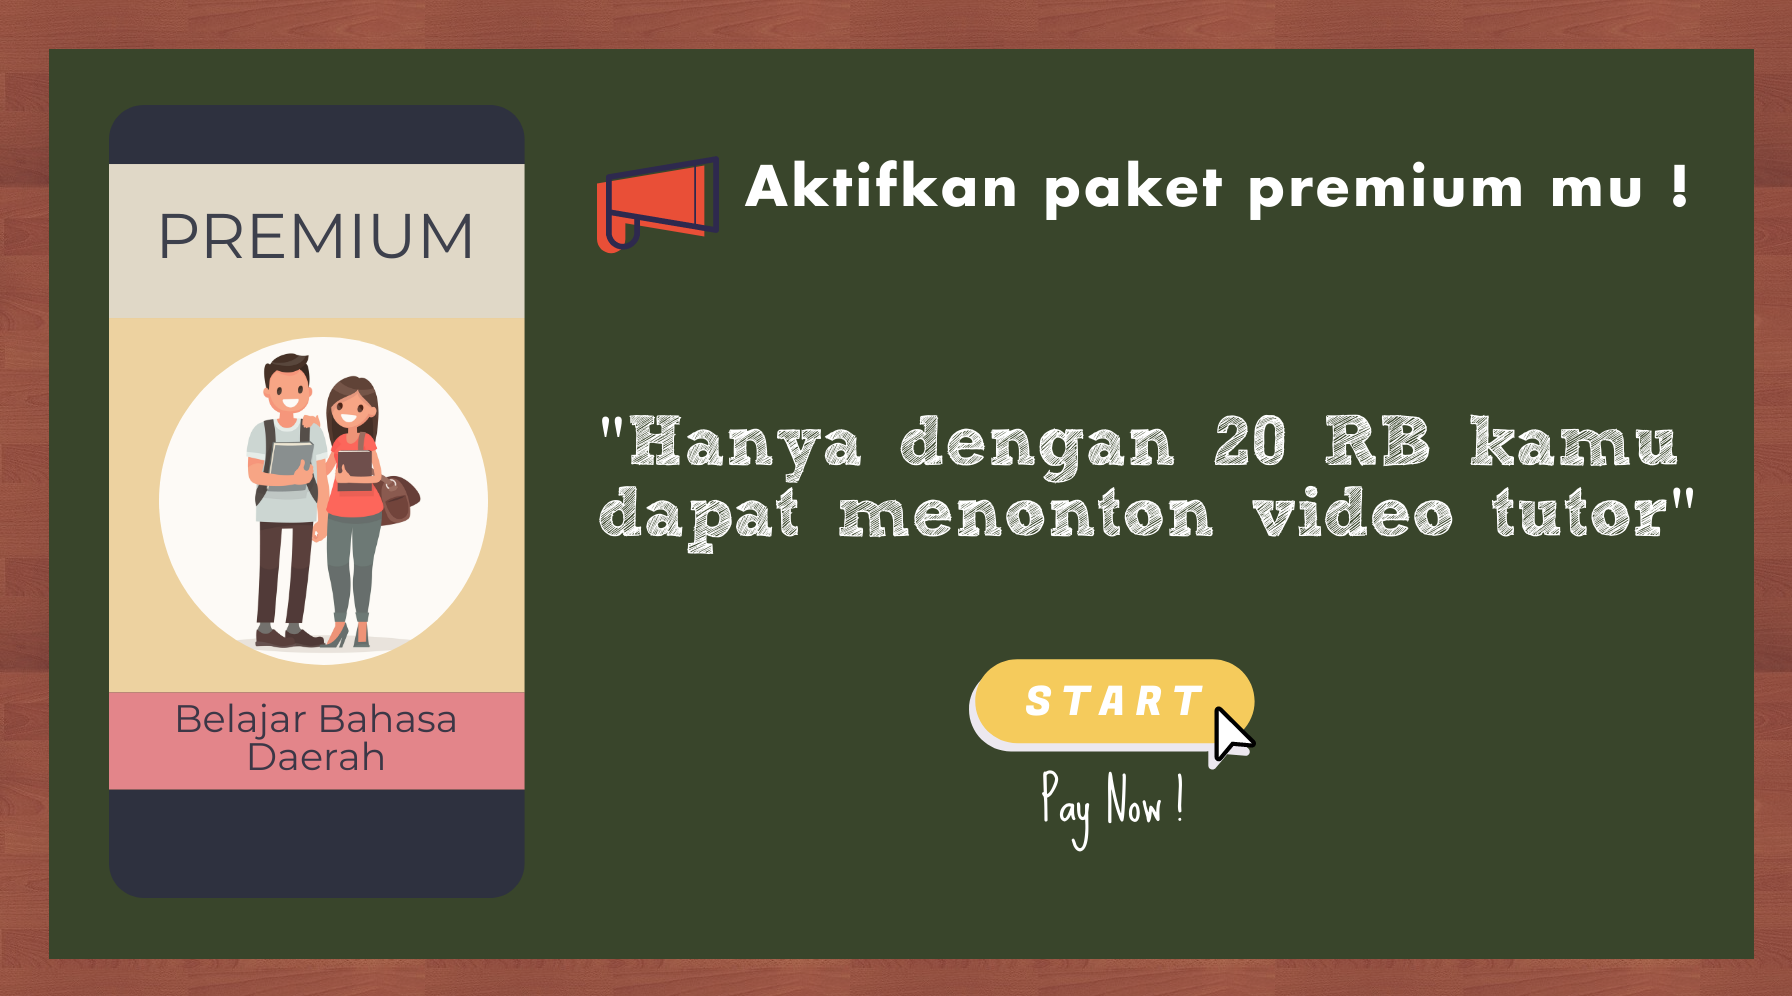 PREMIUM
Belajar Bahasa
Daerah
Aktifkan paket premium mu !
"Hanya dengan 20 RB kamu
dapat menonton video tutor"
START
Pay Now !